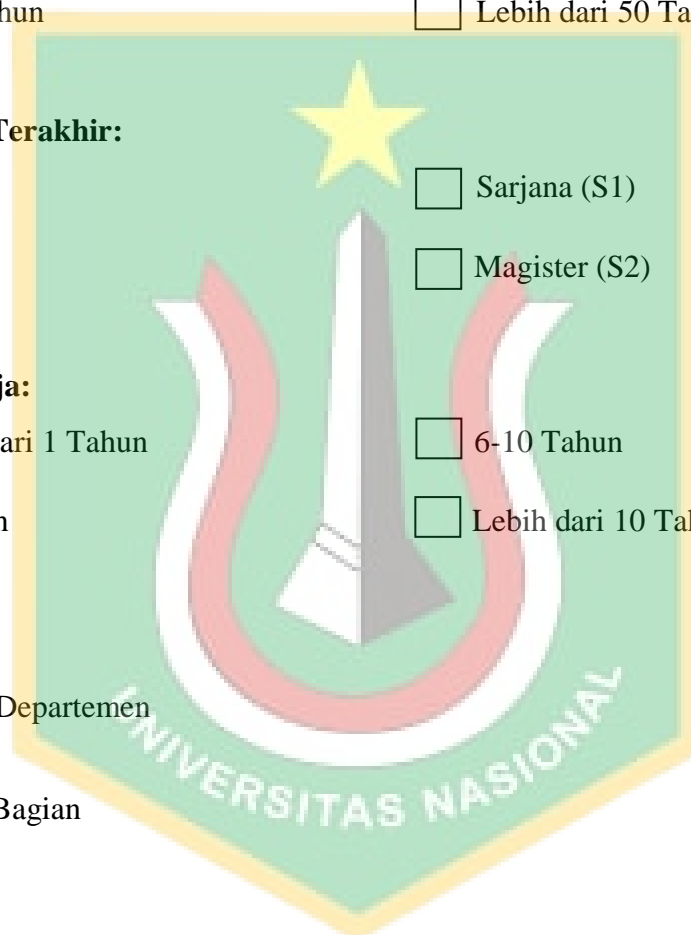 hun Lebih dari 50 Ta
Terakhir:
Sarjana (S1)
Magister (S2)
ja:
ari 1 Tahun 6-10 Tahun
n Lebih dari 10 Tah
Departemen
Bagian
UNIVERSITAS NASIONAL